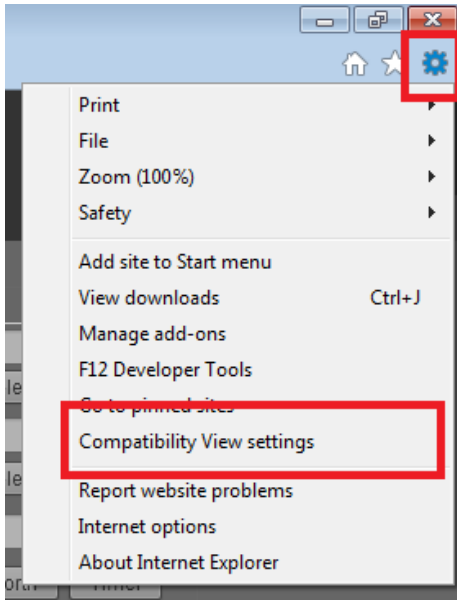 Print
File
Zoom (100%)
Safety
Add site to Start menu
View downloads Ctrl+J
Manage add-ons
F12 Developer Tools
Go to pinned sites
Compatibility View settings
Report website problems
Internet options
About Internet Explorer